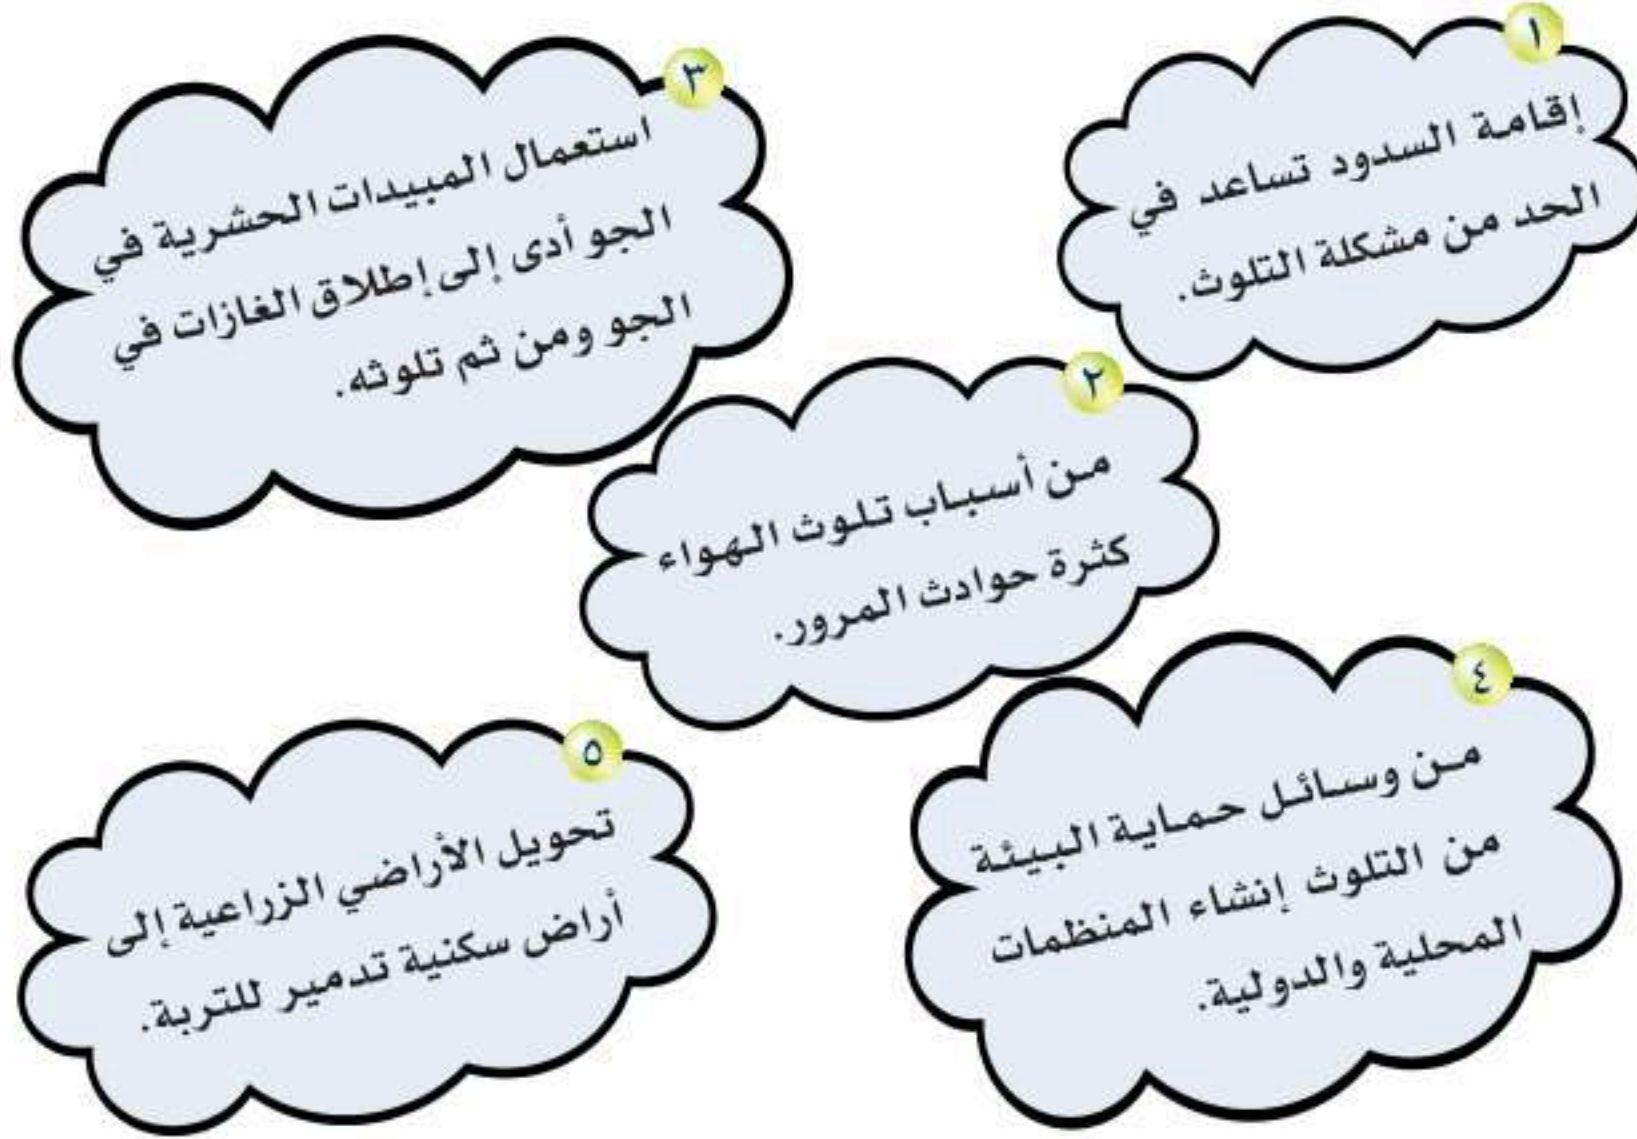 ١
إقامة السدود تساعد في
الحد من مشكلة التلوث.
٢
من أسباب تلوث الهواء
كثرة حوادث المرور.
٣
استعمال المبيدات الحشرية في
الجو أدى إلى إطلاق الغازات في
الجو ومن ثم تلوثه.
٤
من وسائل حماية البيئة
من التلوث إنشاء المنظمات
المحلية والدولية.
٥
تحويل الأراضي الزراعية إلى
أراض سكنية تدمير للتربة.